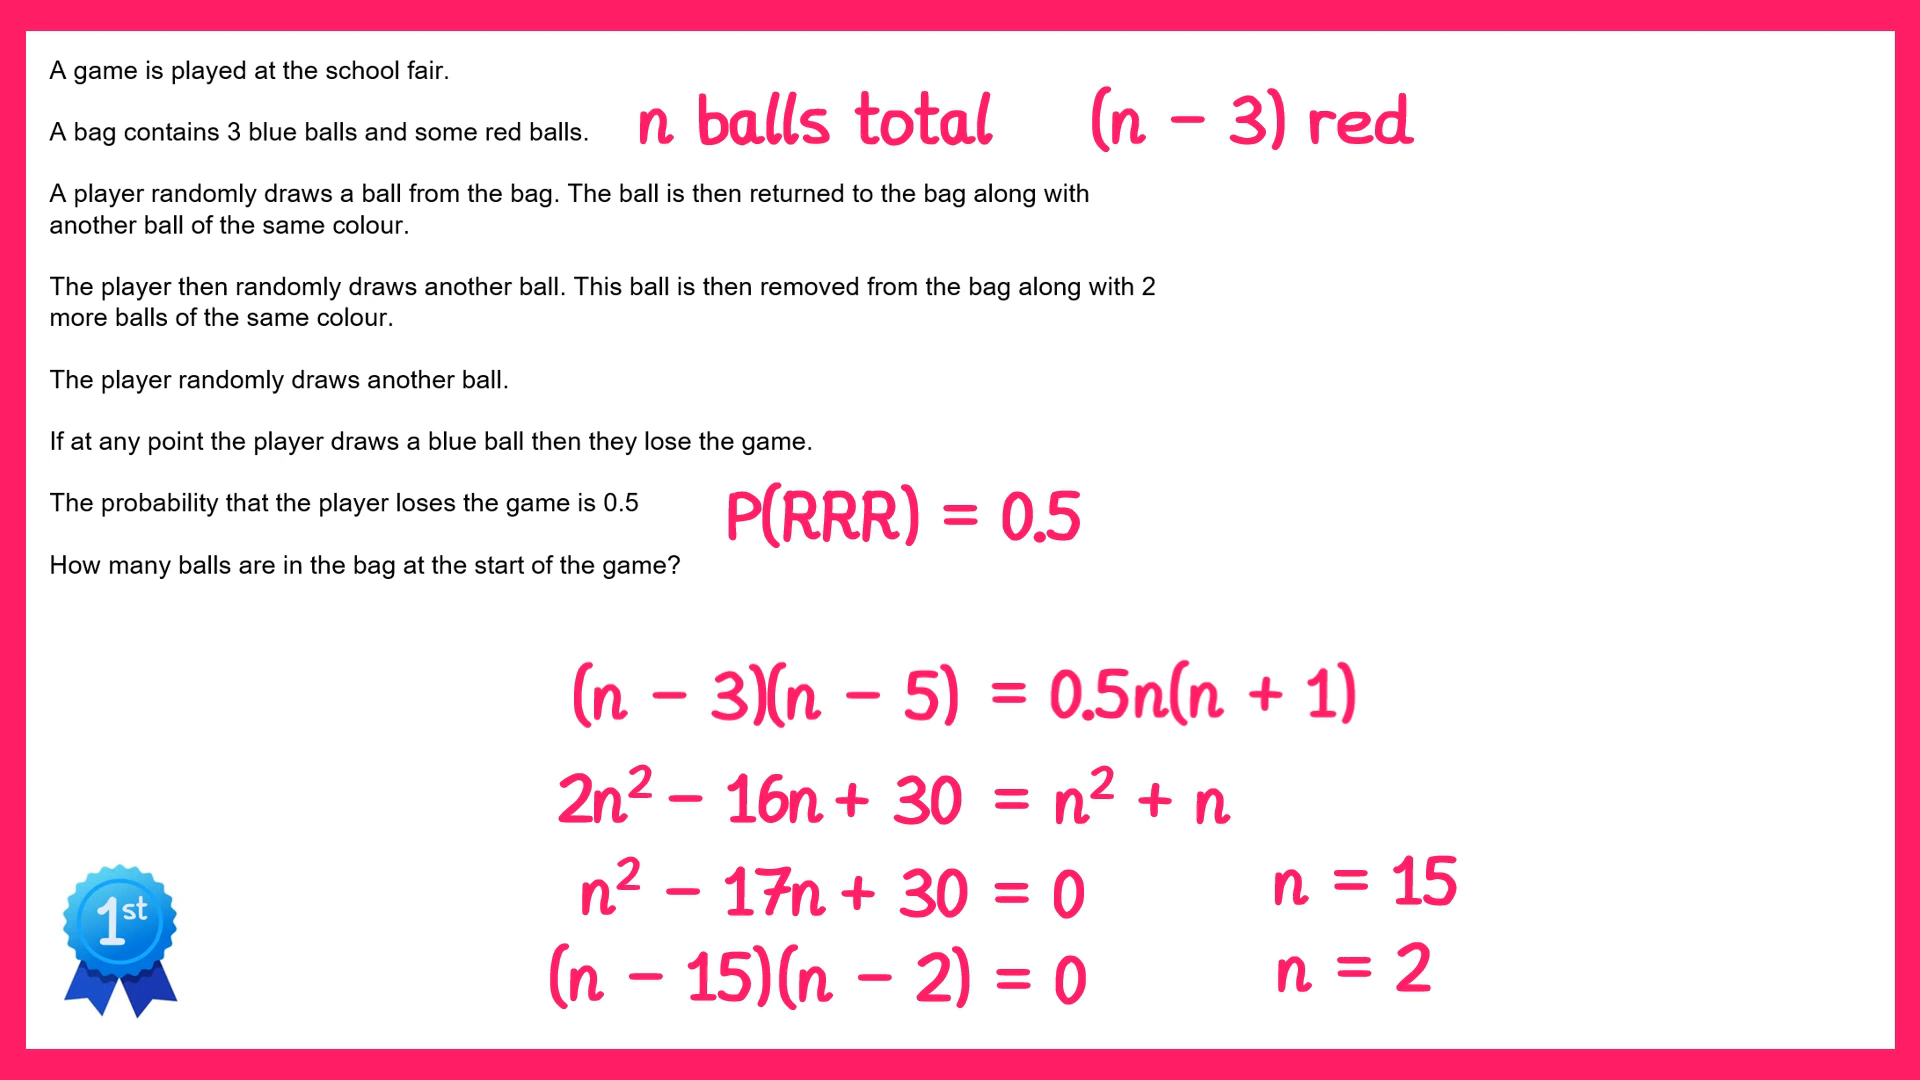 A game is played at the school fair.
A bag contains 3 blue balls and some red balls.
n balls total
(n - 3) red
A player randomly draws a ball from the bag. The ball is then returned to the bag along with
another ball of the same colour.
The player then randomly draws another ball. This ball is then removed from the bag along with 2
more balls of the same colour.
The player randomly draws another ball.
If at any point the player draws a blue ball then they lose the game.
The probability that the player loses the game is 0.5
P(RRR) = 0.5
How many balls are in the bag at the start of the game?
(n - 3)(n - 5) = 0.5n(n + 1)
2n² - 16n + 30 = n² + n
n² - 17n + 30 = 0
n = 15
(n - 15)(n - 2) = 0
n = 2
1st